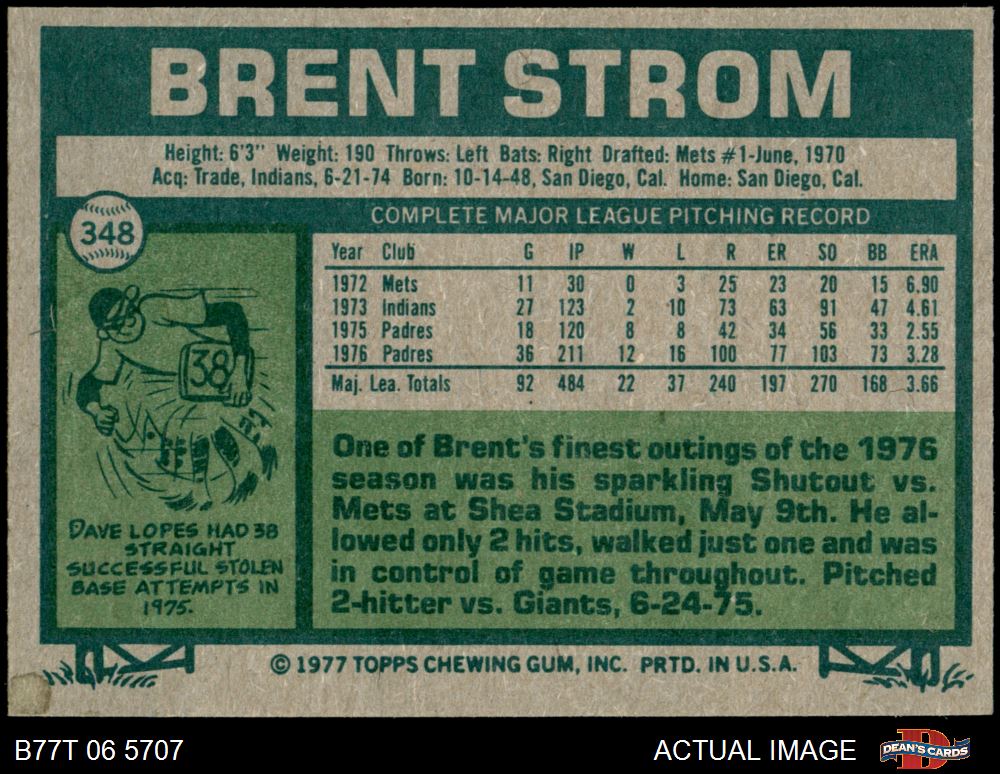 BRENT STROM
Height: 6'3" Weight: 190 Throws: Left Bats: Right Drafted: Mets #1-June, 1970
Acq: Trade, Indians, 6-21-74 Born: 10-14-48, San Diego, Cal. Home: San Diego, Cal.
348
COMPLETE MAJOR LEAGUE PITCHING RECORD
Year Club G IP W L R ER SO BB ERA
1972 Mets 11 30 0 3 25 23 20 15 6.90
1973 Indians 27 123 2 10 73 63 91 47 4.61
1975 Padres 18 120 8 8 42 34 56 33 2.55
1976 Padres 36 211 12 16 100 77 103 73 3.28
Maj. Lea. Totals 92 484 22 37 240 197 270 168 3.66
38
DAVE LOPES HAD 38
STRAIGHT
SUCCESSFUL STOLEN
BASE ATTEMPTS IN
1975.
One of Brent's finest outings of the 1976
season was his sparkling Shutout vs.
Mets at Shea Stadium, May 9th. He al-
lowed only 2 hits, walked just one and was
in control of game throughout. Pitched
2-hitter vs. Giants, 6-24-75.
© 1977 TOPPS CHEWING GUM, INC. PRTD. IN U.S.A.
B77T 06 5707
ACTUAL IMAGE
DEAN'S CARDS